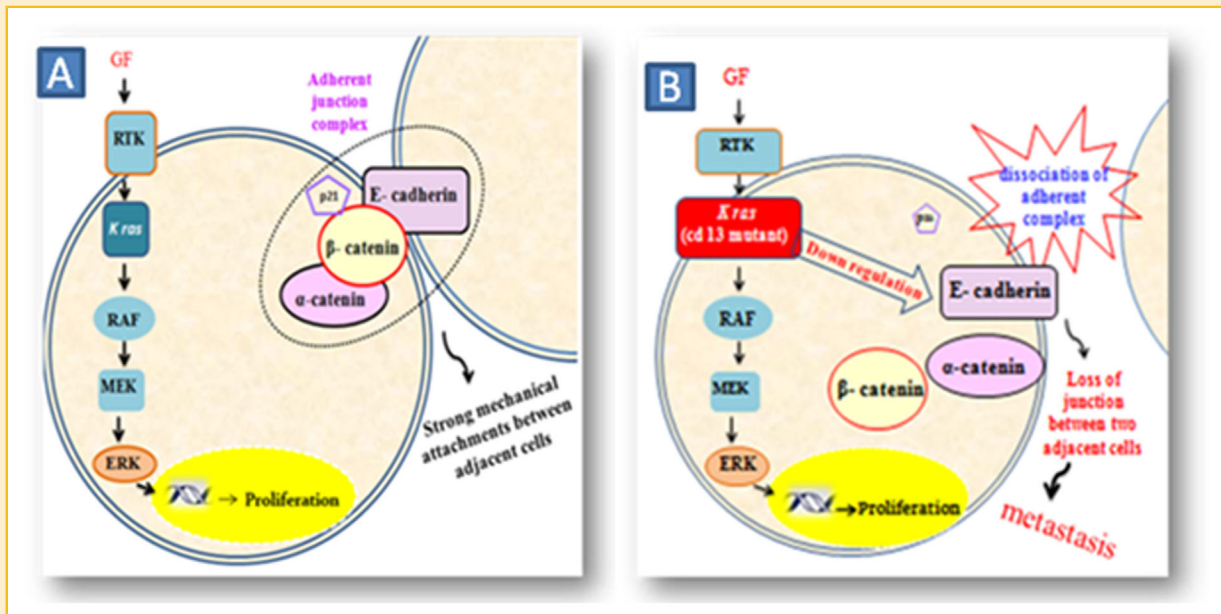 A
GF
RTK
K ras
RAF
MEK
ERK
Proliferation
Adherent
junction
complex
p21
E- cadherin
β- catenin
α-catenin
Strong mechanical
attachments between
adjacent cells
B
GF
RTK
K ras
(cd 13 mutant)
RAF
MEK
ERK
Proliferation
Down regulation
dissociation of
adherent
complex
E- cadherin
α-catenin
β- catenin
Loss of
junction
between two
adjacent cells
metastasis